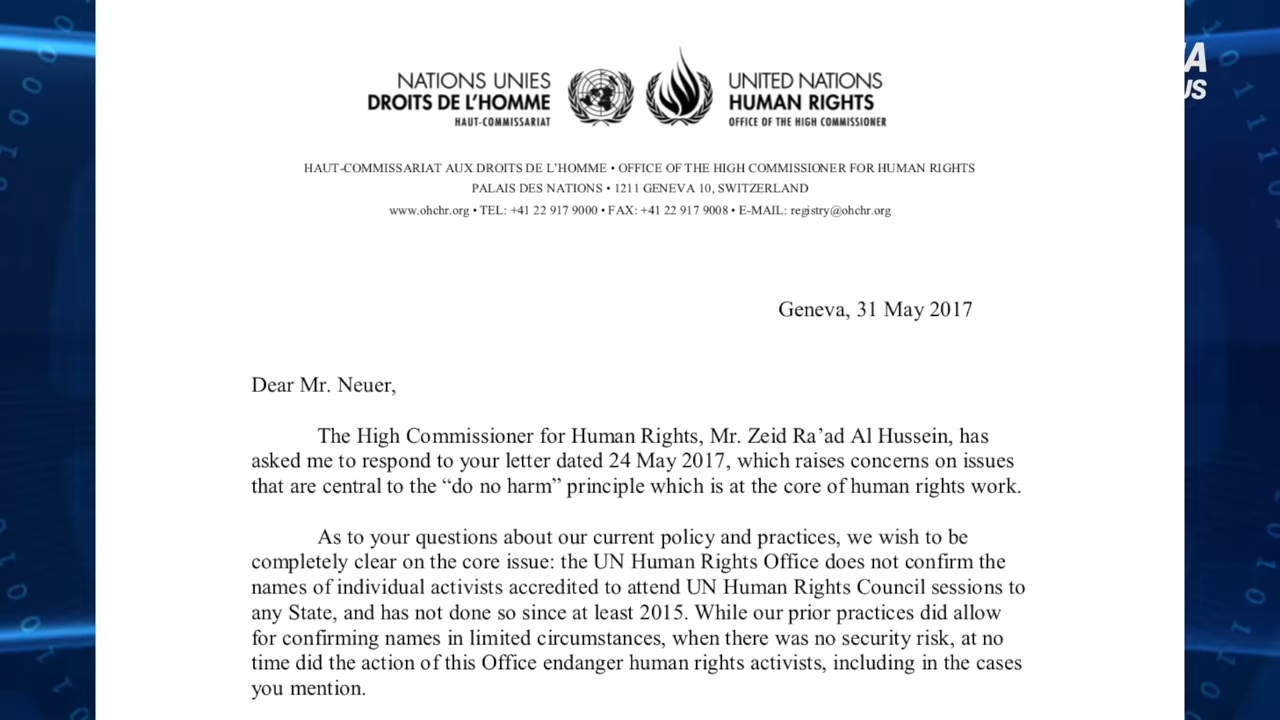 NATIONS UNIES
DROITS DE L'HOMME
HAUT-COMMISSARIAT
UNITED NATIONS
HUMAN RIGHTS
OFFICE OF THE HIGH COMMISSIONER
HAUT-COMMISSARIAT AUX DROITS DE L'HOMME • OFFICE OF THE HIGH COMMISSIONER FOR HUMAN RIGHTS
PALAIS DES NATIONS • 1211 GENEVA 10, SWITZERLAND
www.ohchr.org • TEL: +41 22 917 9000 • FAX: +41 22 917 9008 • E-MAIL: registry@ohchr.org
Geneva, 31 May 2017
Dear Mr. Neuer,
The High Commissioner for Human Rights, Mr. Zeid Ra’ad Al Hussein, has
asked me to respond to your letter dated 24 May 2017, which raises concerns on issues
that are central to the “do no harm” principle which is at the core of human rights work.
As to your questions about our current policy and practices, we wish to be
completely clear on the core issue: the UN Human Rights Office does not confirm the
names of individual activists accredited to attend UN Human Rights Council sessions to
any State, and has not done so since at least 2015. While our prior practices did allow
for confirming names in limited circumstances, when there was no security risk, at no
time did the action of this Office endanger human rights activists, including in the cases
you mention.